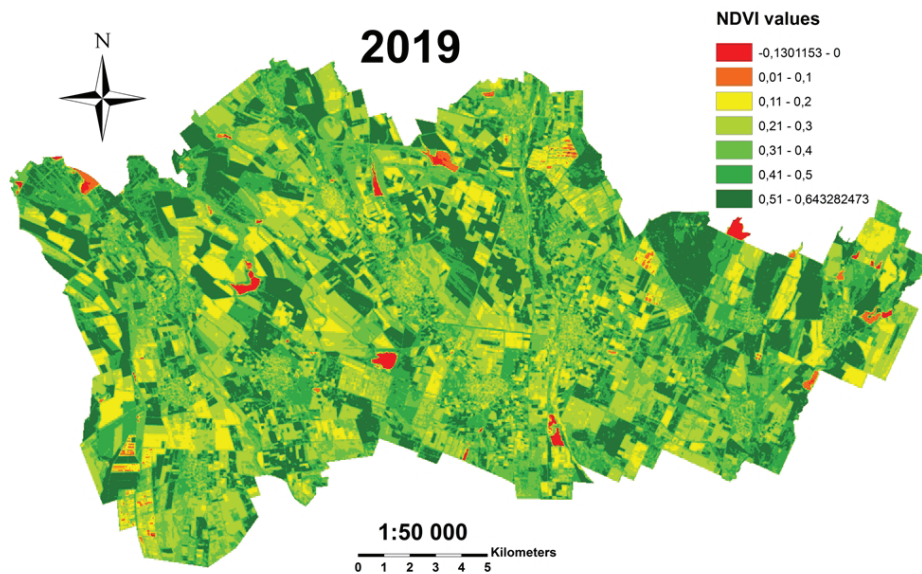 2019
N
NDVI values
-0,1301153 - 0
0,01 - 0,1
0,11 - 0,2
0,21 - 0,3
0,31 - 0,4
0,41 - 0,5
0,51 - 0,643282473
1:50 000
Kilometers
0 1 2 3 4 5